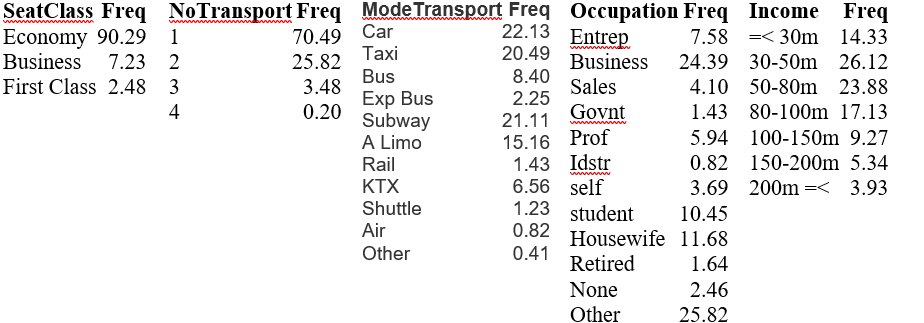 SeatClass Freq
Economy 90.29
Business 7.23
First Class 2.48
NoTransport Freq
1 70.49
2 25.82
3 3.48
4 0.20
ModeTransport Freq
Car 22.13
Taxi 20.49
Bus 8.40
Exp Bus 2.25
Subway 21.11
A Limo 15.16
Rail 1.43
KTX 6.56
Shuttle 1.23
Air 0.82
Other 0.41
Occupation Freq
Entrep 7.58
Business 24.39
Sales 4.10
Govnt 1.43
Prof 5.94
Idstr 0.82
self 3.69
student 10.45
Housewife 11.68
Retired 1.64
None 2.46
Other 25.82
Income Freq
=< 30m 14.33
30-50m 26.12
50-80m 23.88
80-100m 17.13
100-150m 9.27
150-200m 5.34
200m =< 3.93